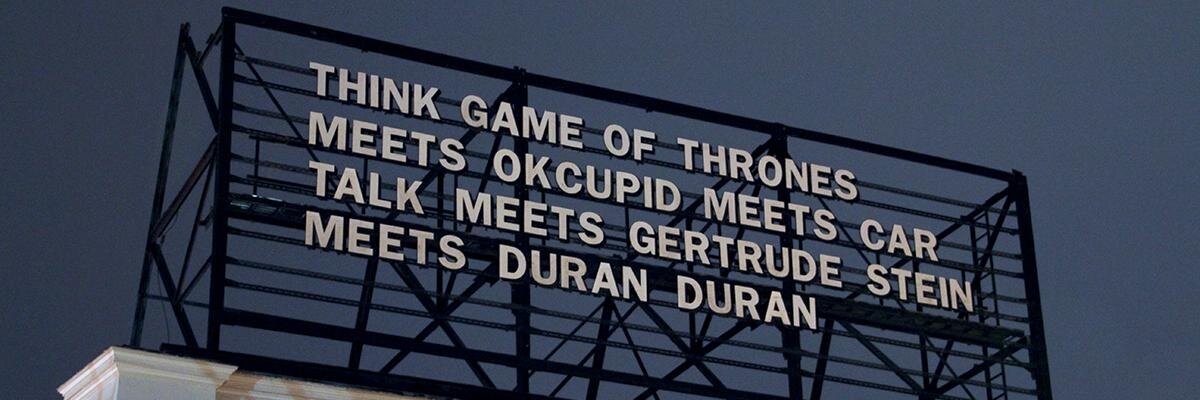 THINK GAME OF THRONES
MEETS OKCUPID MEETS CAR
TALK MEETS GERTRUDE STEIN
MEETS DURAN DURAN